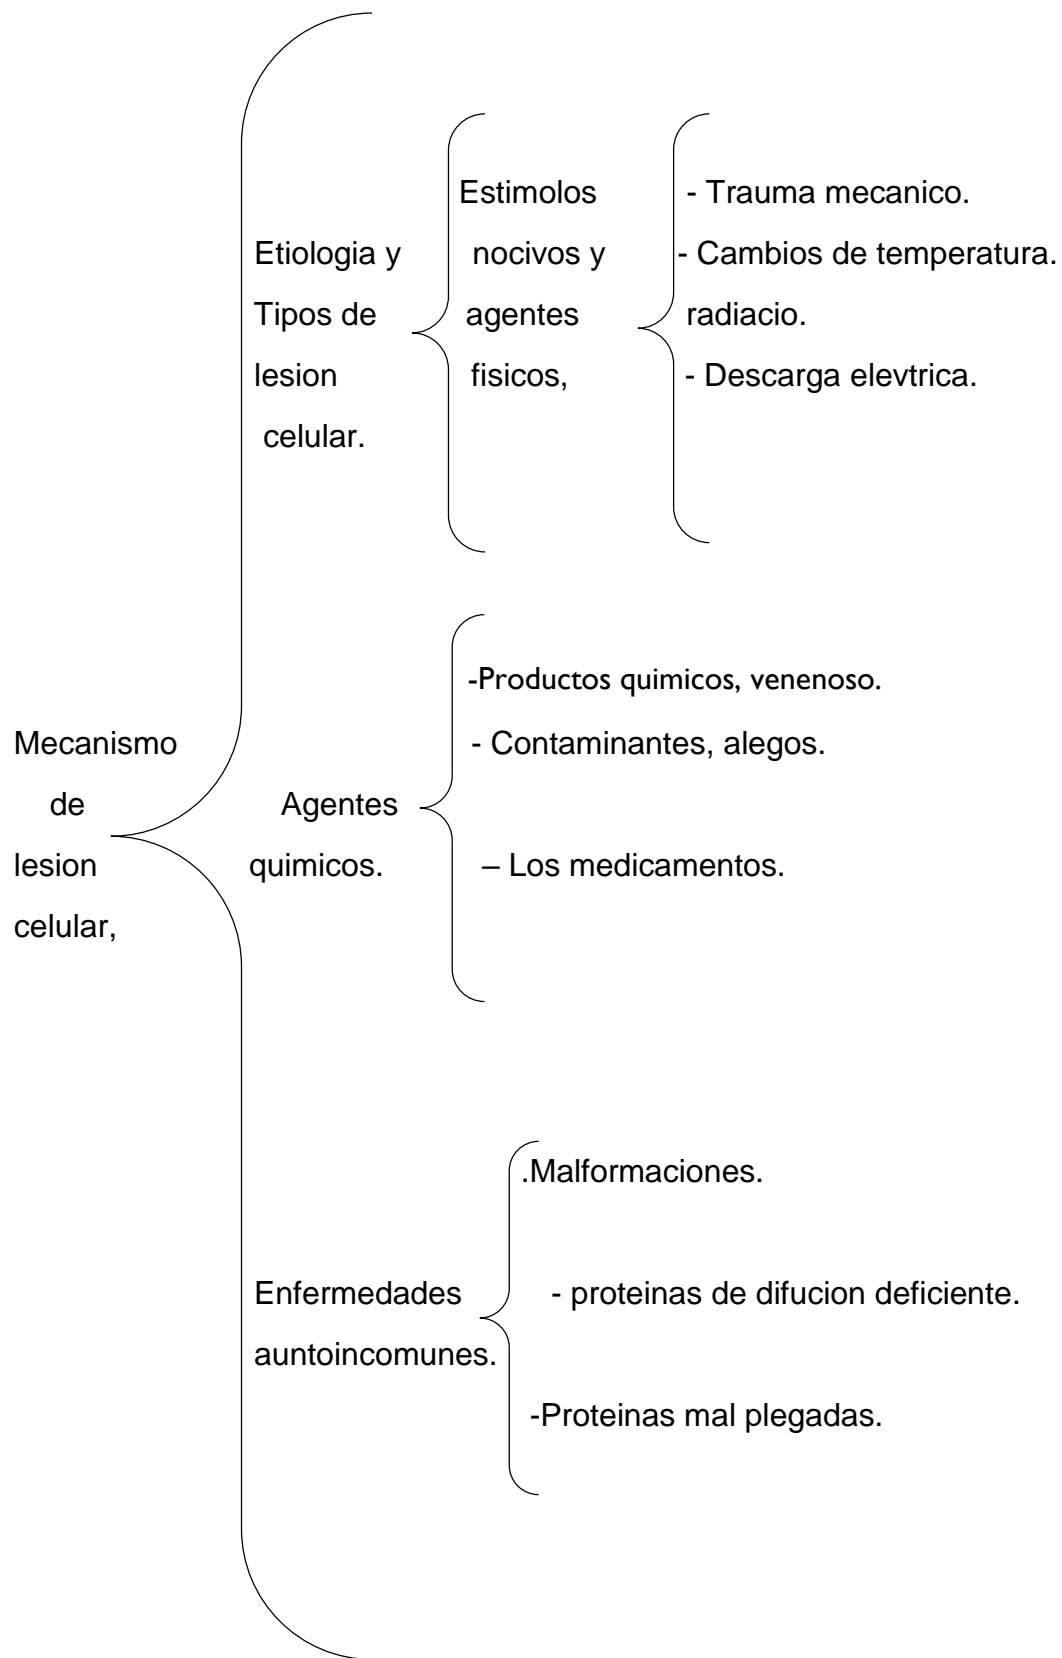 Mecanismo
de
lesion
celular,
Etiologia y
Tipos de
lesion
celular.
Estimolos
nocivos y
agentes
fisicos,
- Trauma mecanico.
- Cambios de temperatura.
radiacio.
- Descarga elevtrica.
Agentes
quimicos.
-Productos quimicos, venenoso.
- Contaminantes, alegos.
– Los medicamentos.
Enfermedades
auntoincomunes.
.Malformaciones.
- proteinas de difucion deficiente.
-Proteinas mal plegadas.